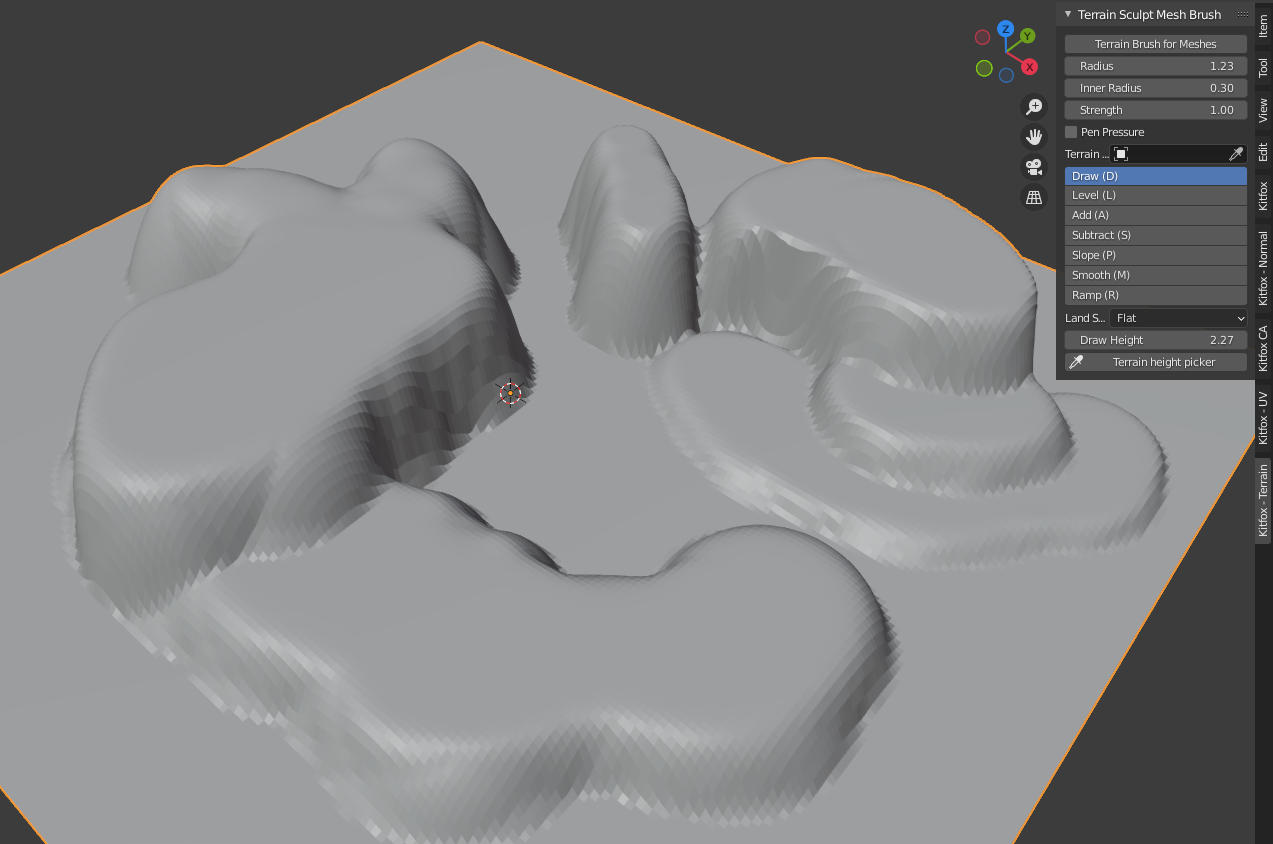 Terrain Sculpt Mesh Brush
Terrain Brush for Meshes
Radius 1.23
Inner Radius 0.30
Strength 1.00
Pen Pressure
Terrain ...
Draw (D)
Level (L)
Add (A)
Subtract (S)
Slope (P)
Smooth (M)
Ramp (R)
Land S... Flat
Draw Height 2.27
Terrain height picker
Z
Y
X
Item
Tool
View
Edit
Kitfox
Kitfox - Normal
Kitfox CA
Kitfox - UV
Kitfox - Terrain